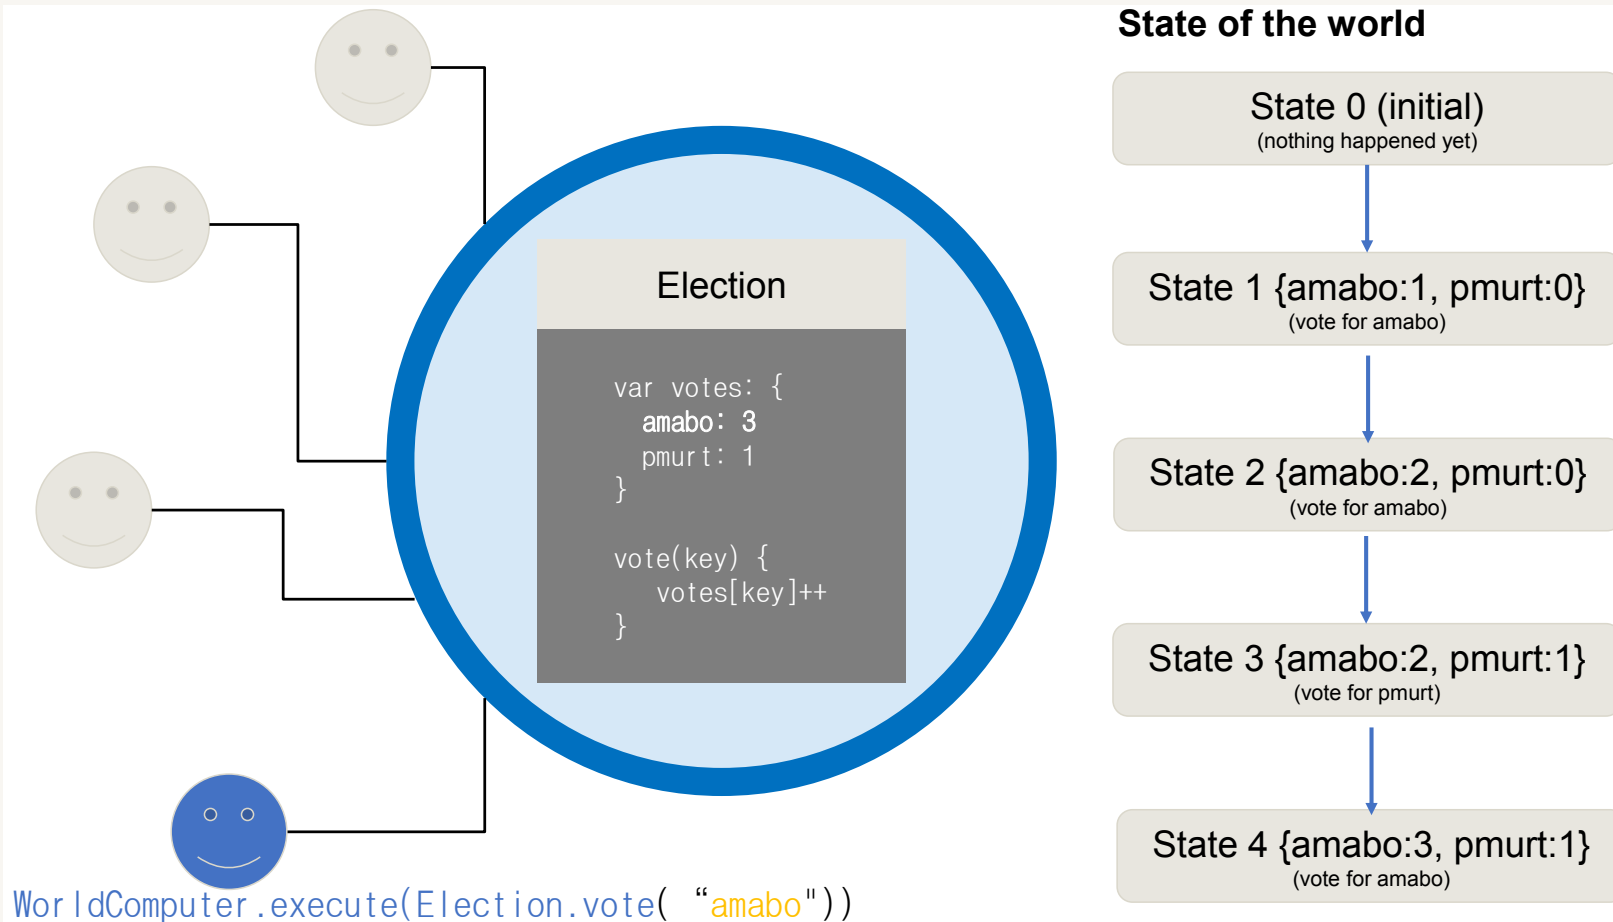 State of the world
State 0 (initial)
(nothing happened yet)
State 1 {amabo:1, pmurt:0}
(vote for amabo)
State 2 {amabo:2, pmurt:0}
(vote for amabo)
State 3 {amabo:2, pmurt:1}
(vote for pmurt)
State 4 {amabo:3, pmurt:1}
(vote for amabo)
Election
var votes: {
amabo: 3
pmurt: 1
}
vote(key) {
votes[key]++
}
WorldComputer.execute(Election.vote( “amabo"))